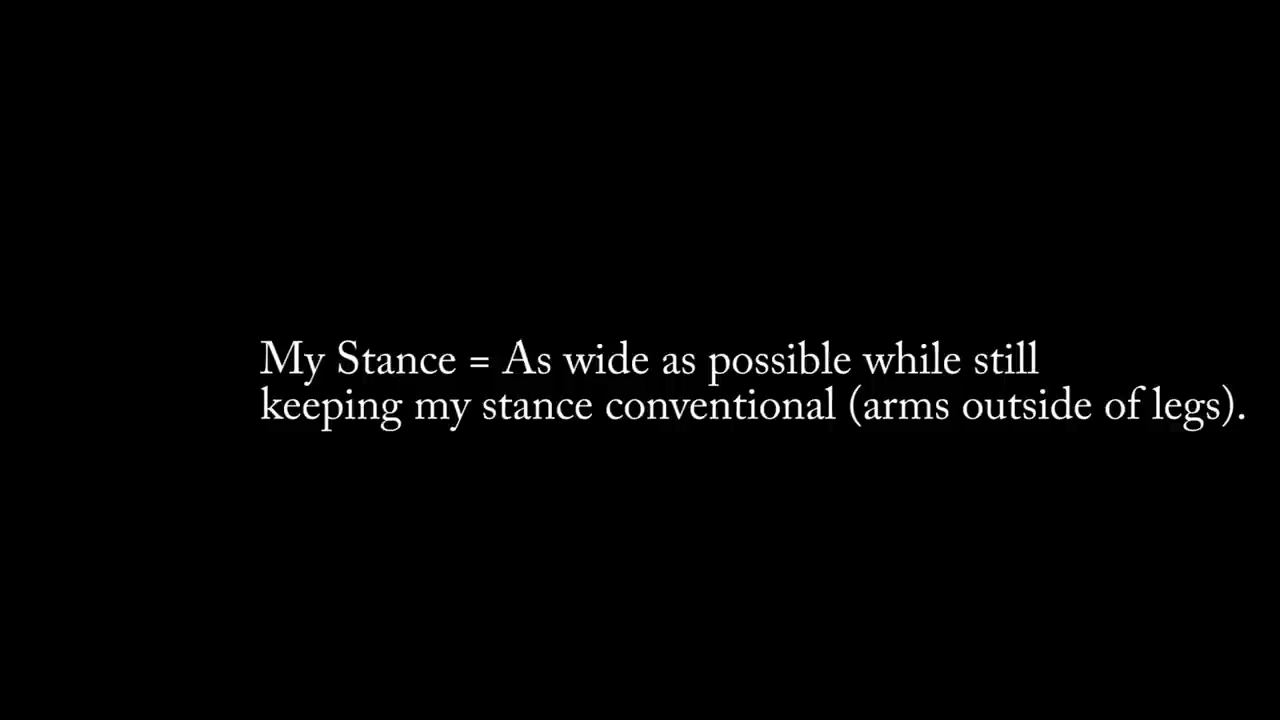 My Stance = As wide as possible while still
keeping my stance conventional (arms outside of legs).